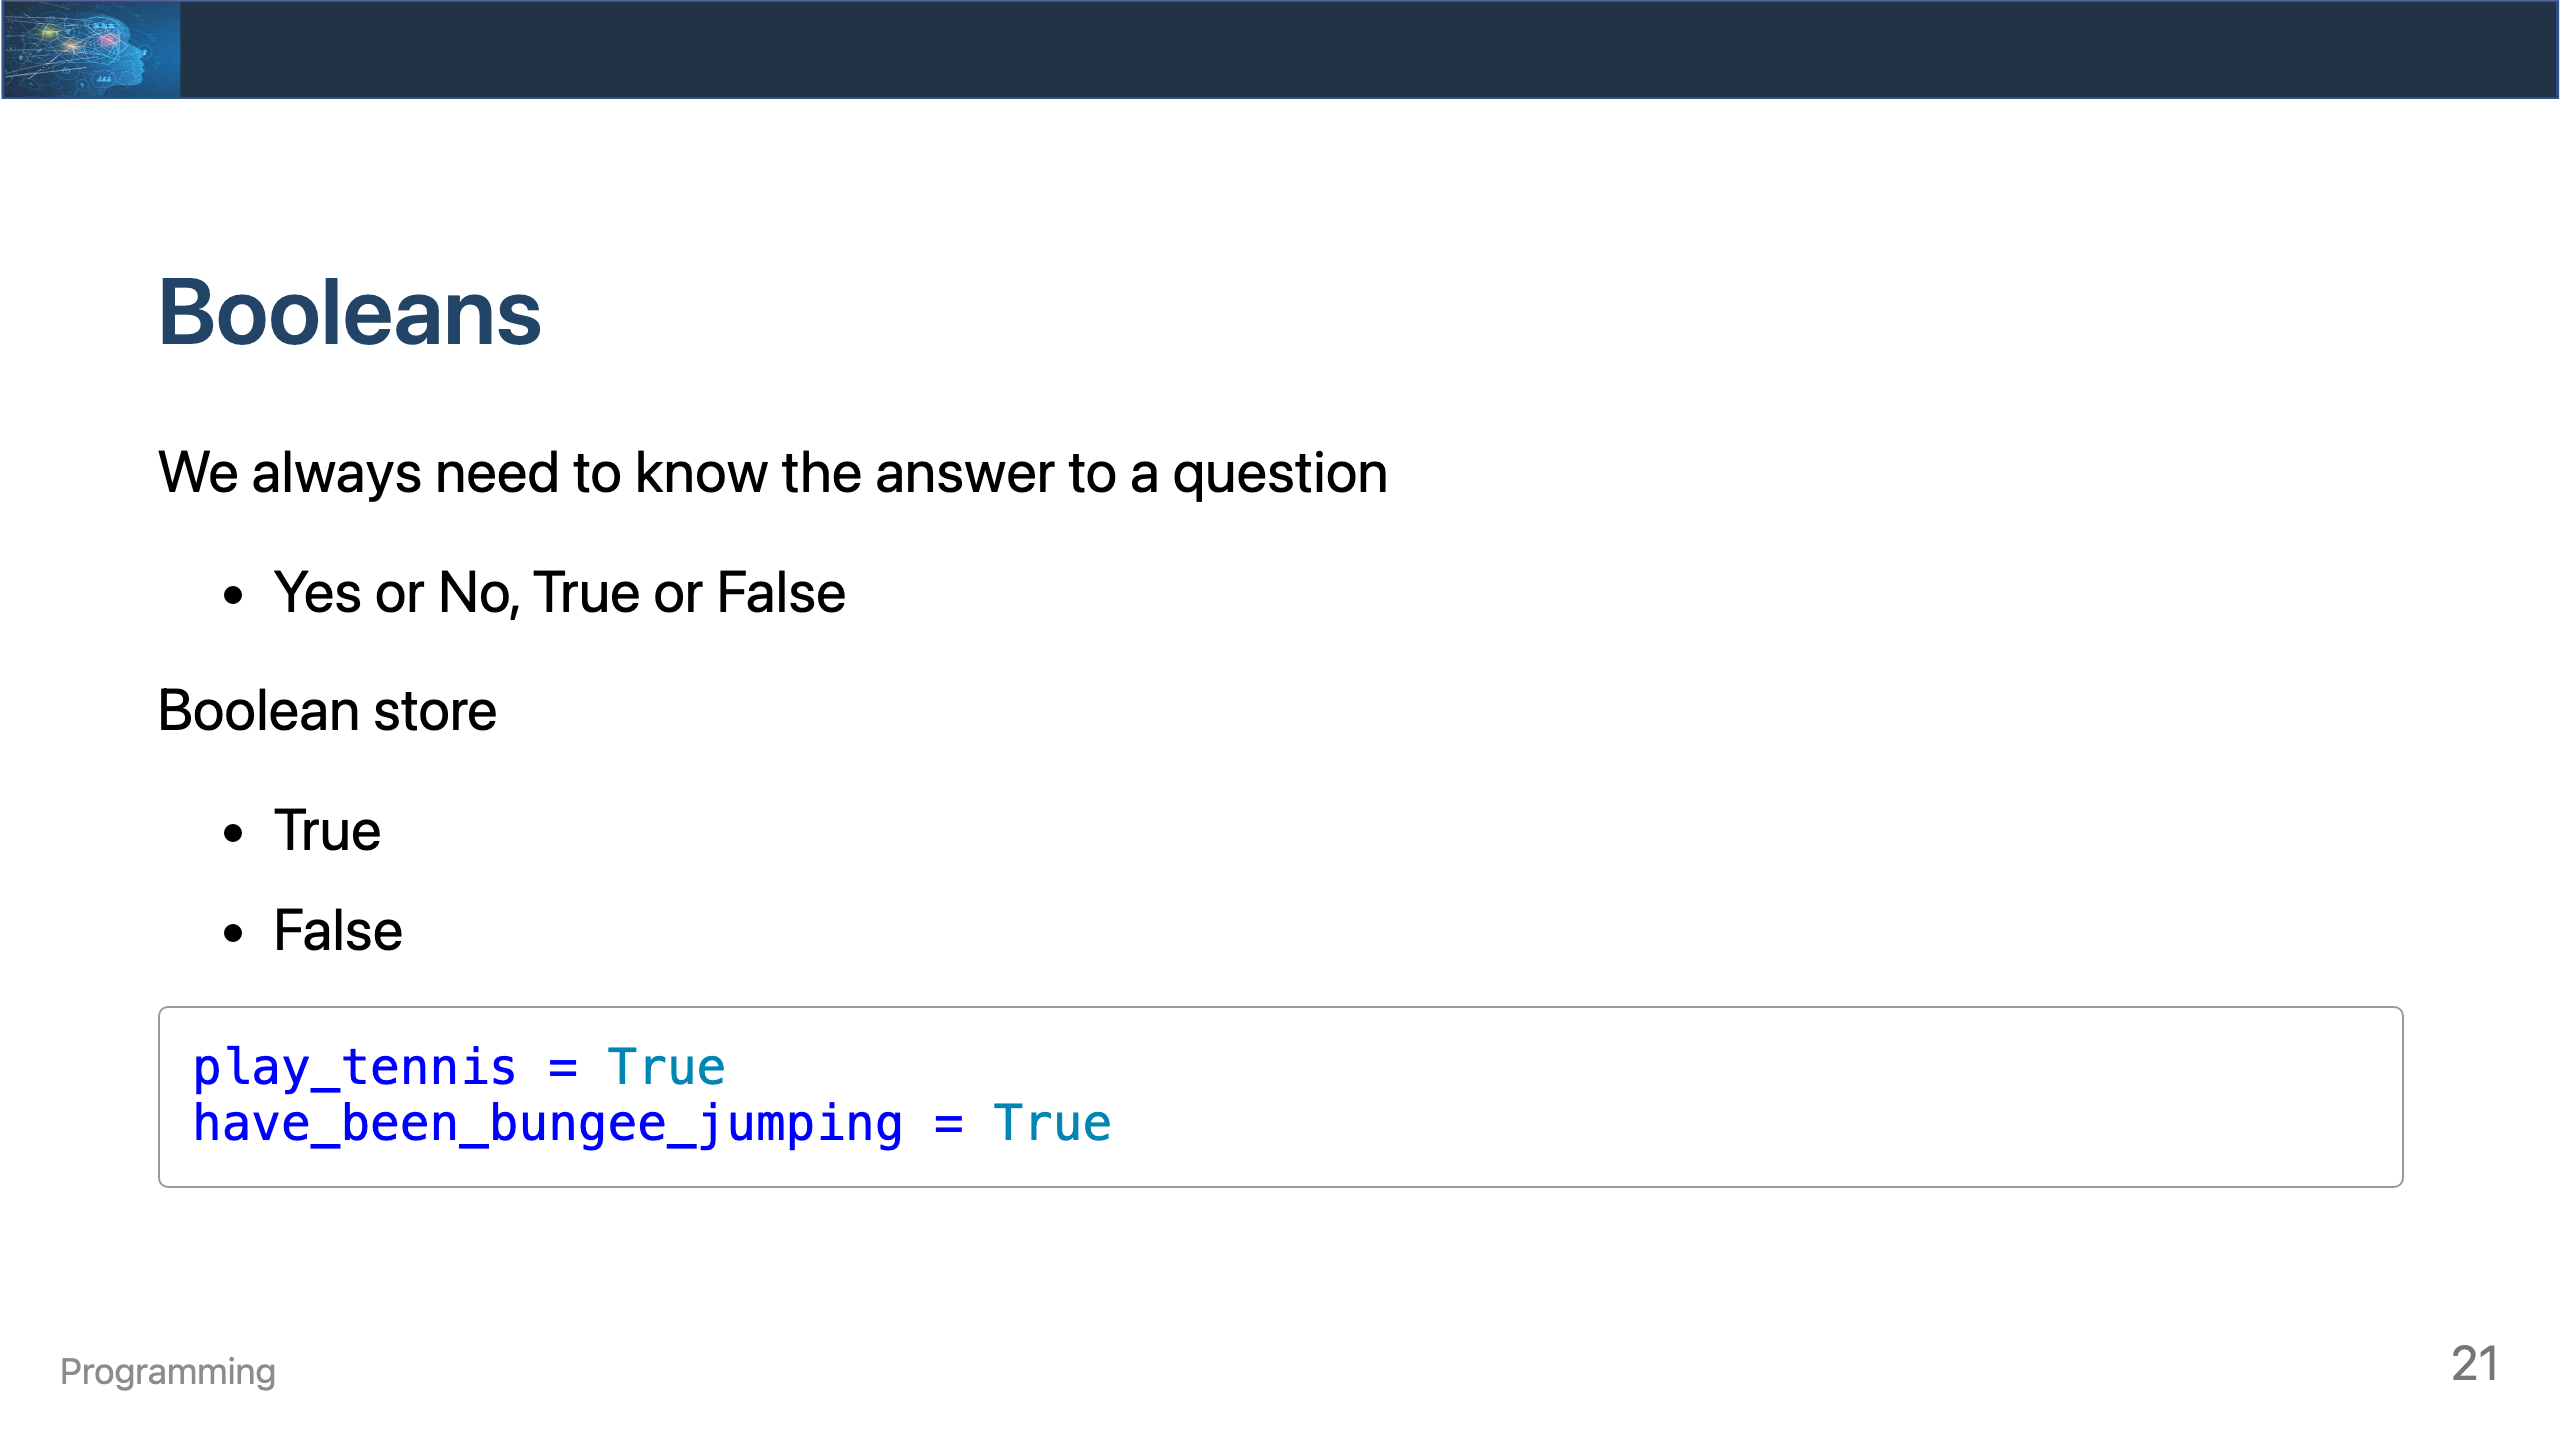 Booleans
We always need to know the answer to a question
• Yes or No, True or False
Boolean store
• True
• False
play_tennis = True
have_been_bungee_jumping = True
Programming
21